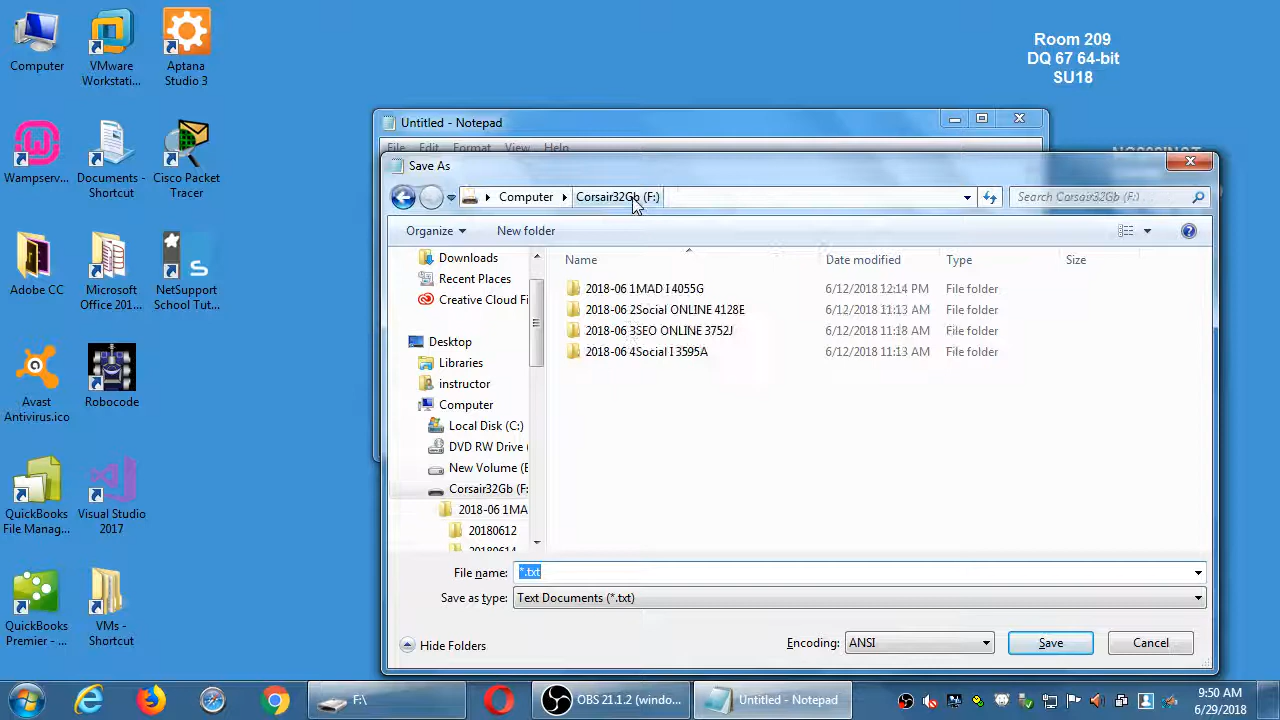 Computer
VMware
Workstati...
Aptana
Studio 3
Room 209
DQ 67 64-bit
SU18
Wampserv...
Documents -
Shortcut
Cisco Packet
Tracer
Adobe CC
Microsoft
Office 201...
NetSupport
School Tut...
Avast
Antivirus.ico
Robocode
QuickBooks
File Manag...
Visual Studio
2017
QuickBooks
Premier - ...
VMs -
Shortcut
Untitled - Notepad
File Edit Format View Help
Save As
Computer Corsair32Gb (F:)
Search Corsair32Gb (F:)
Organize New folder
Downloads
Recent Places
Creative Cloud Fi
Desktop
Libraries
instructor
Computer
Local Disk (C:)
DVD RW Drive (
New Volume (E
Corsair32Gb (F:
2018-06 1MA
20180612
20180614
Name Date modified Type Size
2018-06 1MAD I 4055G 6/12/2018 12:14 PM File folder
2018-06 2Social ONLINE 4128E 6/12/2018 11:13 AM File folder
2018-06 3SEO ONLINE 3752J 6/12/2018 11:18 AM File folder
2018-06 4Social I 3595A 6/12/2018 11:13 AM File folder
File name: *.txt
Save as type: Text Documents (*.txt)
Hide Folders
Encoding: ANSI
Save
Cancel
F:\
OBS 21.1.2 (windo...
Untitled - Notepad
9:50 AM
6/29/2018